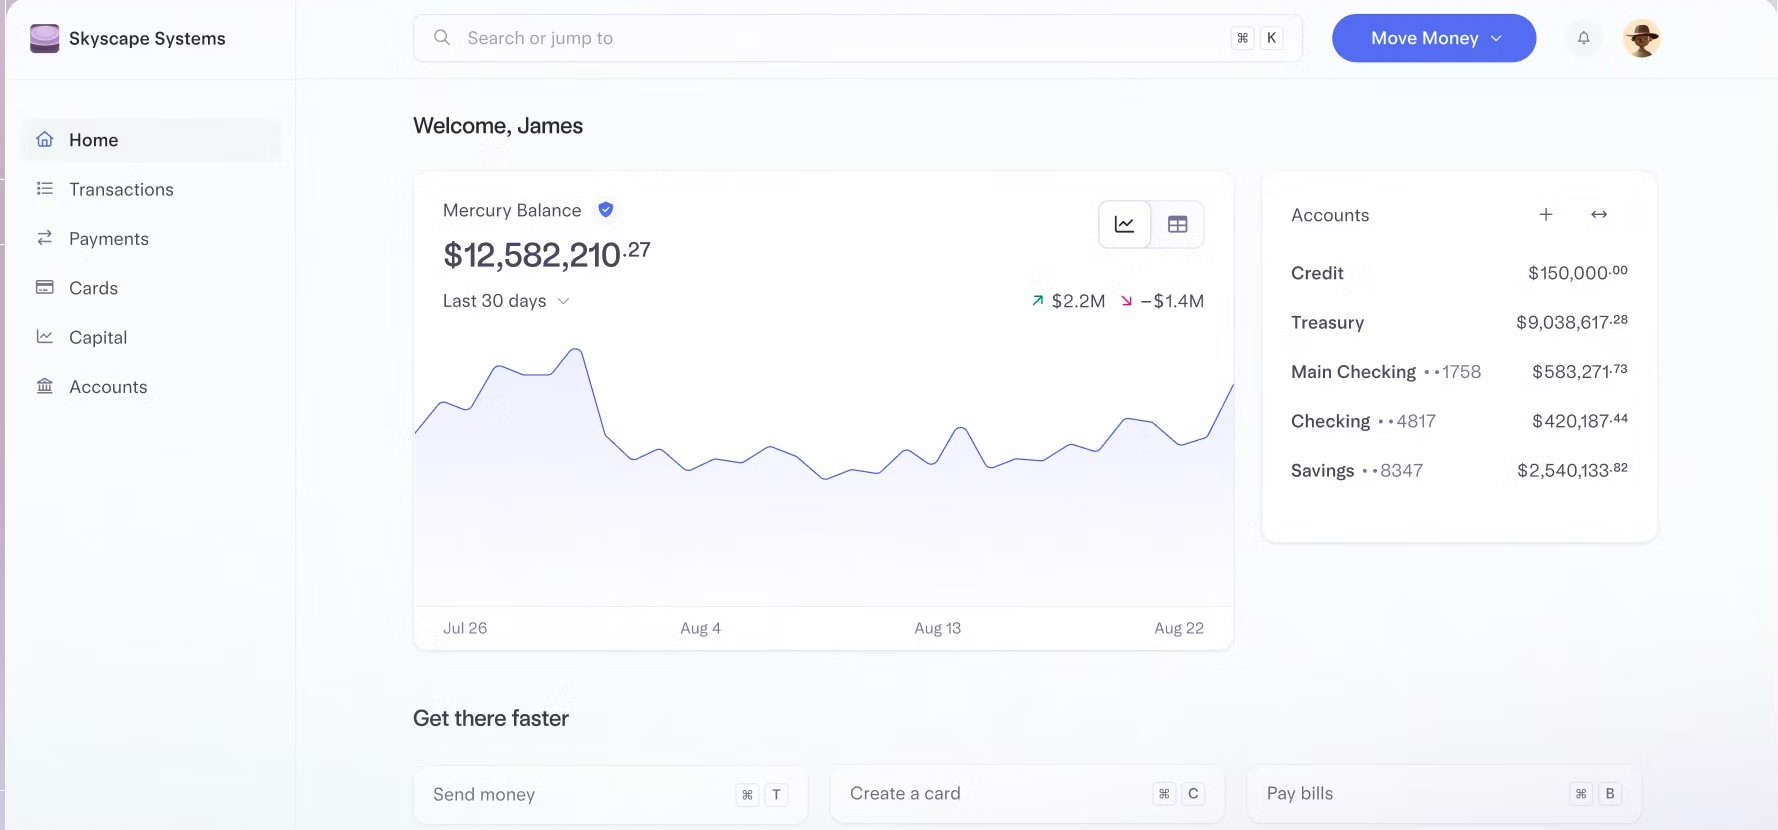 Skyscape Systems
Search or jump to
⌘ K
Move Money
Home
Transactions
Payments
Cards
Capital
Accounts
Welcome, James
Mercury Balance
$12,582,210.27
Last 30 days
$2.2M
−$1.4M
Jul 26
Aug 4
Aug 13
Aug 22
Accounts
Credit $150,000.00
Treasury $9,038,617.28
Main Checking ••1758 $583,271.73
Checking ••4817 $420,187.44
Savings ••8347 $2,540,133.82
Get there faster
Send money ⌘ T
Create a card ⌘ C
Pay bills ⌘ B